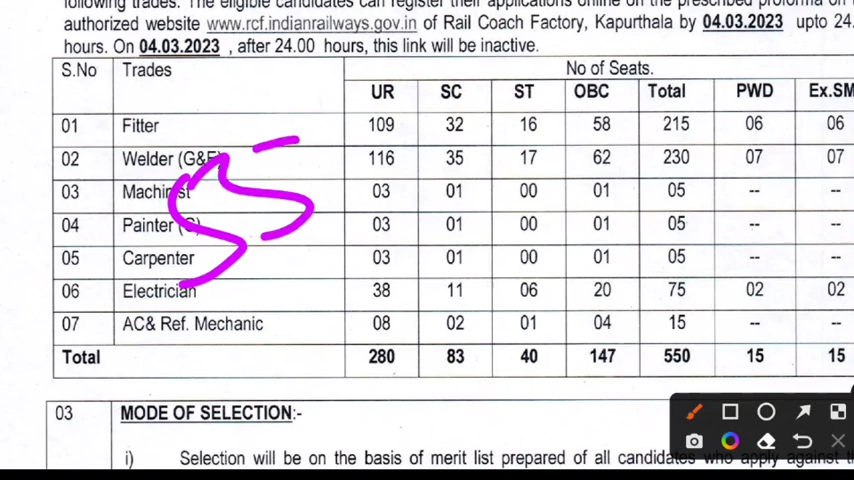 following trades. The eligible candidates can register their applications online on the prescribed proforma on
authorized website www.rcf.indianrailways.gov.in of Rail Coach Factory, Kapurthala by 04.03.2023 upto 24.
hours. On 04.03.2023 , after 24.00 hours, this link will be inactive.
S.No Trades No of Seats.
UR SC ST OBC Total PWD Ex.SM
01 Fitter 109 32 16 58 215 06 06
02 Welder (G&E) 116 35 17 62 230 07 07
03 Machinist 03 01 00 01 05 -- --
04 Painter (G) 03 01 00 01 05 -- --
05 Carpenter 03 01 00 01 05 -- --
06 Electrician 38 11 06 20 75 02 02
07 AC& Ref. Mechanic 08 02 01 04 15 -- --
Total 280 83 40 147 550 15 15
03 MODE OF SELECTION:-
i) Selection will be on the basis of merit list prepared of all candidates who apply against